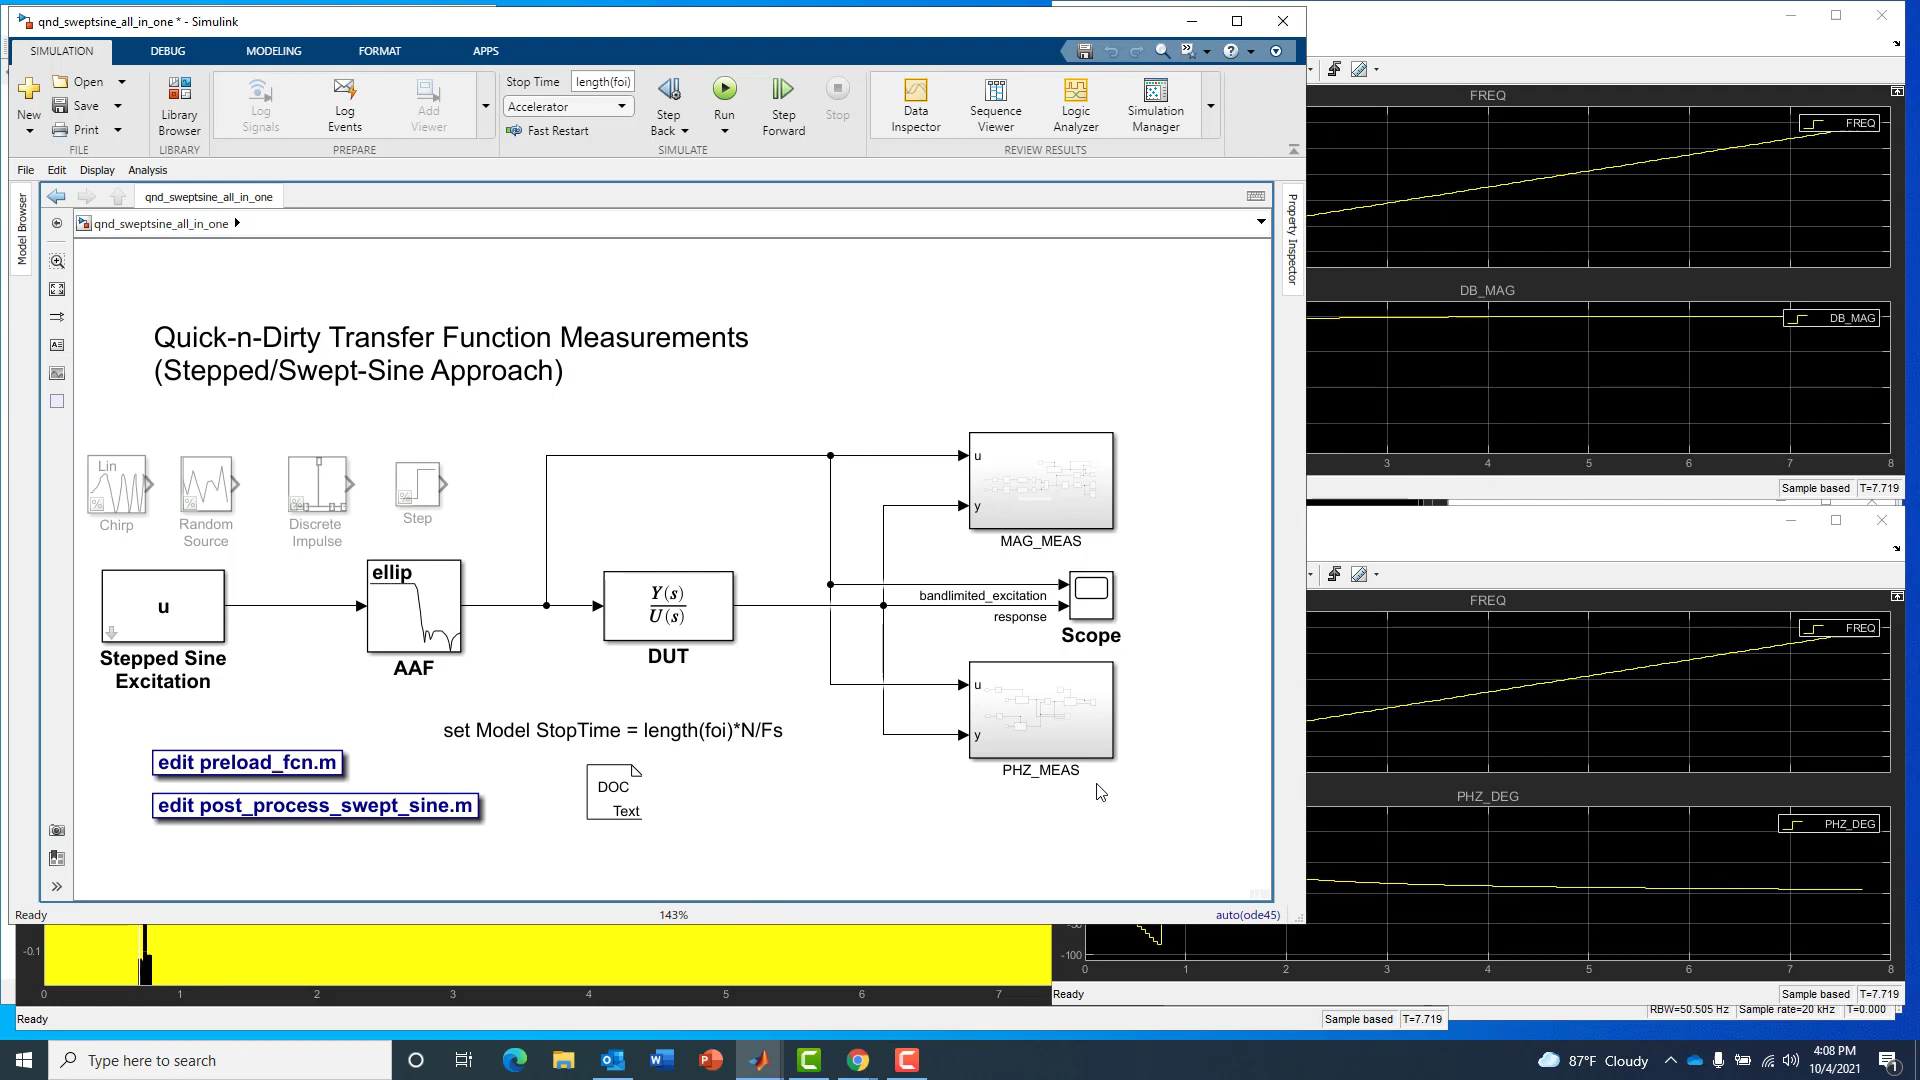 qnd_sweptsine_all_in_one * - Simulink
SIMULATION DEBUG MODELING FORMAT APPS
New
Open
Save
Print
FILE
Library
Browser
LIBRARY
Log
Signals
Log
Events
Add
Viewer
PREPARE
Stop Time length(foi)
Accelerator
Fast Restart
Step
Back
Run
Step
Forward
Stop
SIMULATE
Data
Inspector
Sequence
Viewer
Logic
Analyzer
Simulation
Manager
REVIEW RESULTS
File Edit Display Analysis
Model Browser
qnd_sweptsine_all_in_one
qnd_sweptsine_all_in_one
Property Inspector
Quick-n-Dirty Transfer Function Measurements
(Stepped/Swept-Sine Approach)
Lin
Chirp
Random
Source
Discrete
Impulse
Step
u
y
MAG_MEAS
u
Stepped Sine
Excitation
ellip
AAF
Y(s)
U(s)
DUT
bandlimited_excitation
response
Scope
u
y
PHZ_MEAS
set Model StopTime = length(foi)*N/Fs
edit preload_fcn.m
edit post_process_swept_sine.m
DOC
Text
Ready 143% auto(ode45)
FREQ
FREQ
DB_MAG
DB_MAG
3 4 5 6 7 8
Sample based T=7.719
FREQ
FREQ
PHZ_DEG
PHZ_DEG
-100
0 1 2 3 4 5 6 7 8
Ready Sample based T=7.719
RBW=50.505 Hz Sample rate=20 kHz T=0.000
-0.1
0 1 2 3 4 5 6 7
Ready Sample based T=7.719
Type here to search
87°F Cloudy
4:08 PM
10/4/2021
1